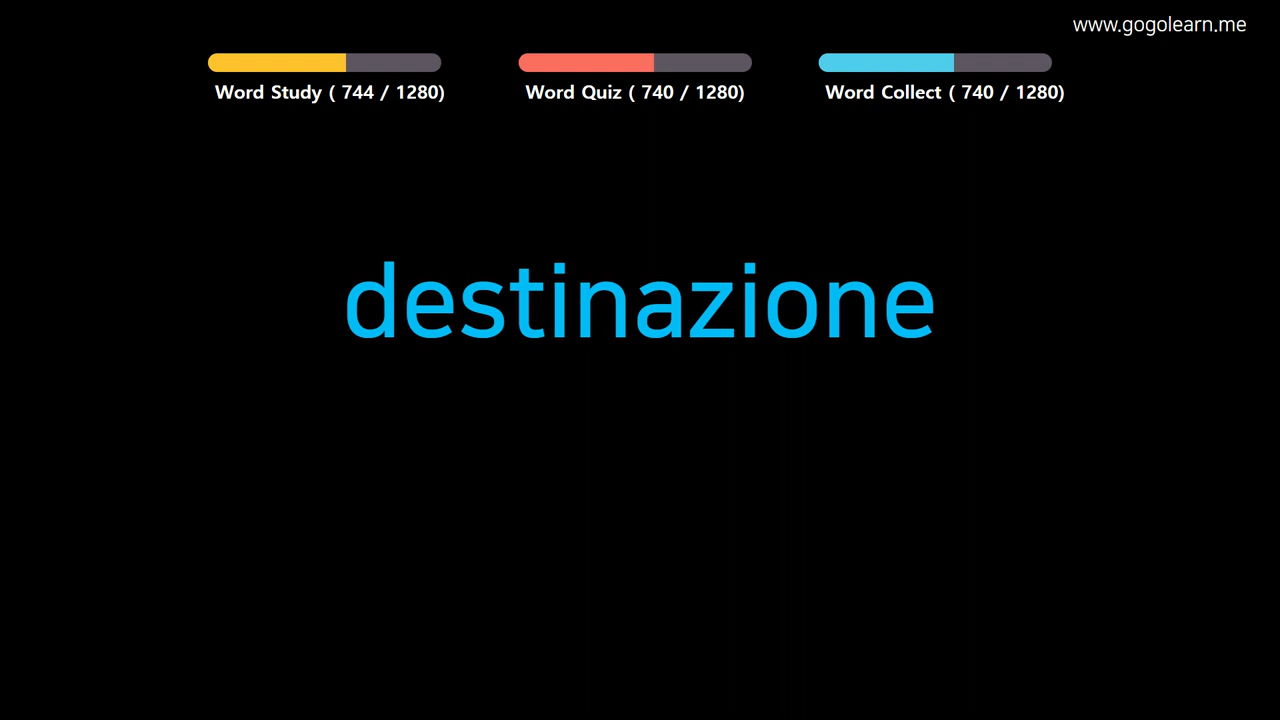 www.gogolearn.me
Word Study ( 744 / 1280)
Word Quiz ( 740 / 1280)
Word Collect ( 740 / 1280)
destinazione